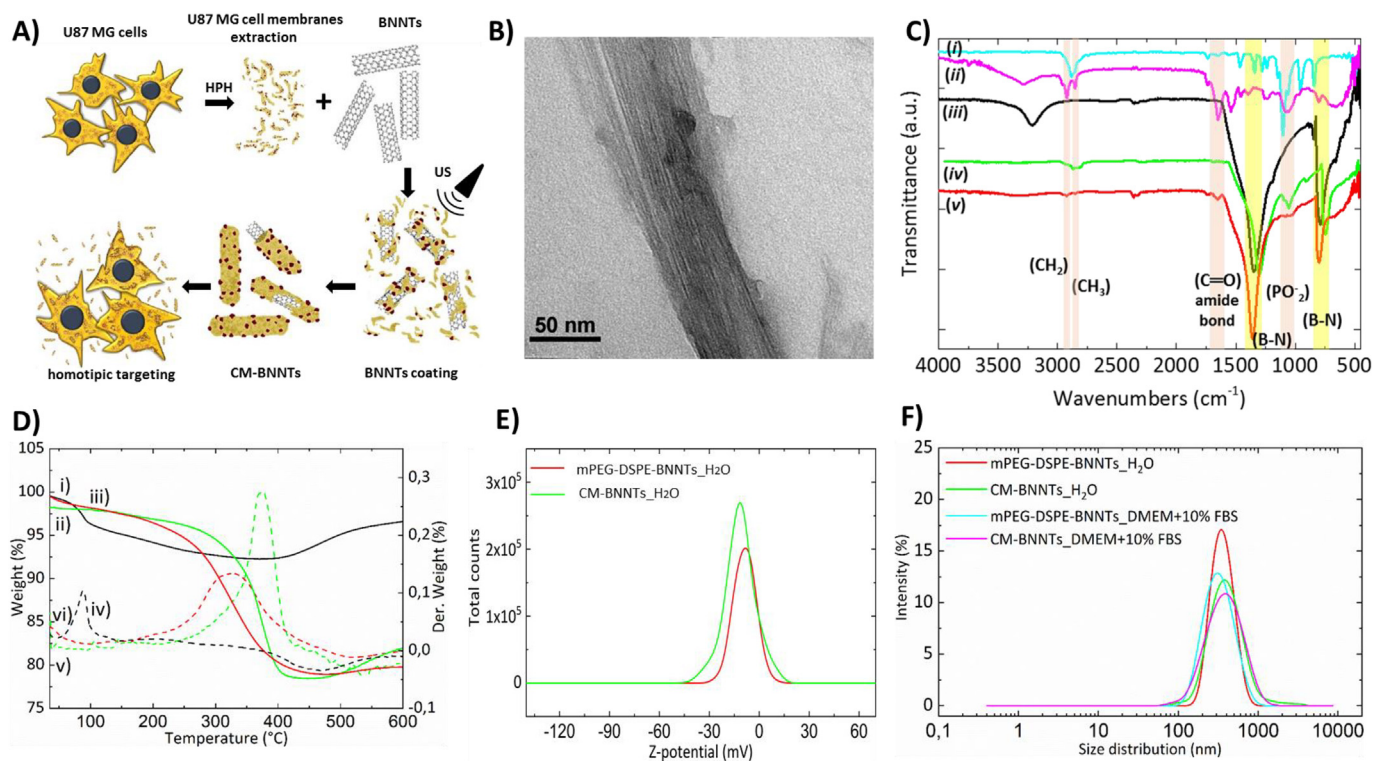 A)
U87 MG cells
U87 MG cell membranes
extraction
BNNTs
HPH
+
US
homotipic targeting
CM-BNNTs
BNNTs coating
B)
50 nm
C)
(i)
(ii)
(iii)
(iv)
(v)
(CH2)
(CH3)
(C=O)
amide
bond
(PO-2)
(B-N)
(B-N)
Transmittance (a.u.)
4000 3500 3000 2500 2000 1500 1000 500
Wavenumbers (cm-1)
D)
105
100
95
90
85
80
75
Weight (%)
i)
iii)
ii)
vi)
iv)
v)
0,3
0,2
0,1
0,0
-0,1
Der. Weight (%)
100 200 300 400 500 600
Temperature (°C)
E)
mPEG-DSPE-BNNTs_H2O
CM-BNNTs_H2O
3x10^5
2x10^5
1x10^5
0
Total counts
-120 -90 -60 -30 0 30 60
Z-potential (mV)
F)
mPEG-DSPE-BNNTs_H2O
CM-BNNTs_H2O
mPEG-DSPE-BNNTs_DMEM+10% FBS
CM-BNNTs_DMEM+10% FBS
25
20
15
10
5
0
Intensity (%)
0,1 1 10 100 1000 10000
Size distribution (nm)